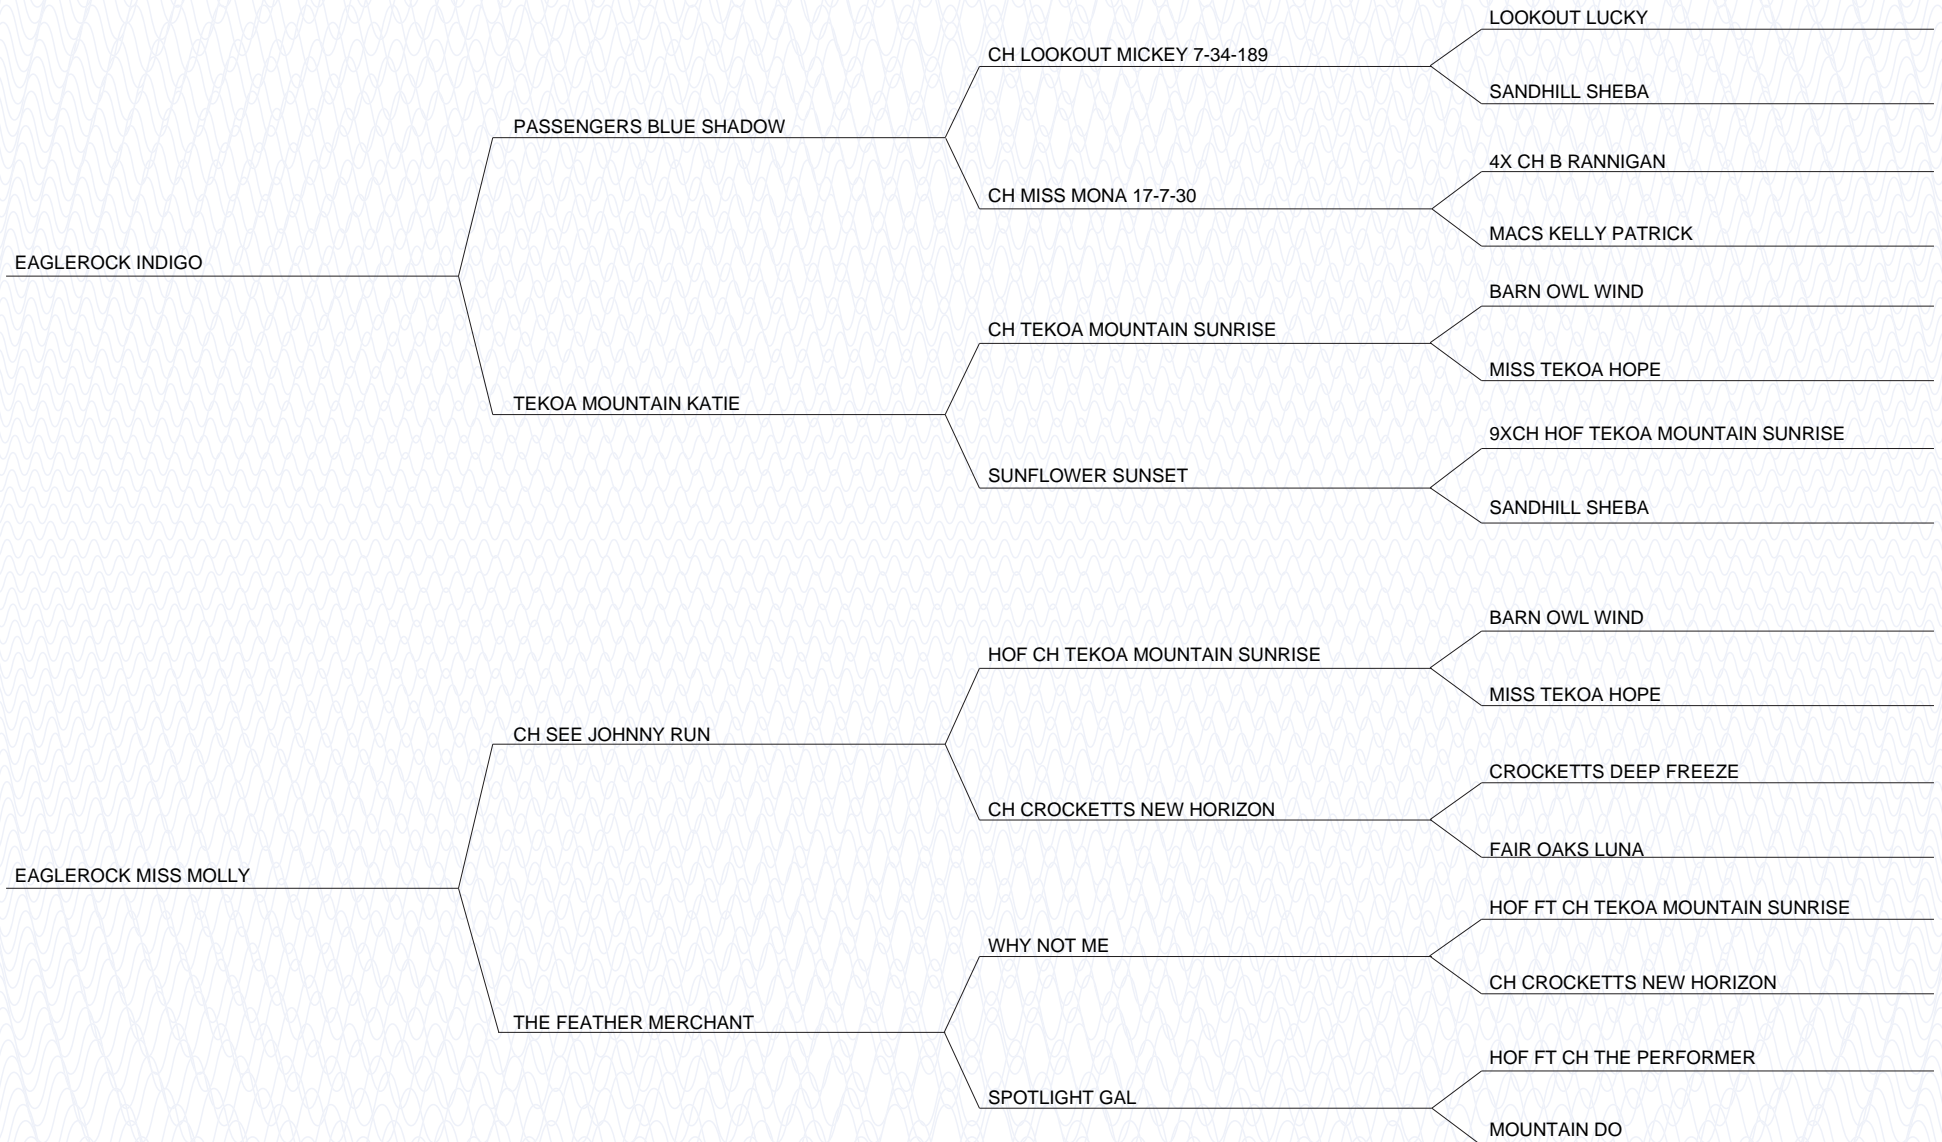 LOOKOUT LUCKY
CH LOOKOUT MICKEY 7-34-189
SANDHILL SHEBA
PASSENGERS BLUE SHADOW
4X CH B RANNIGAN
CH MISS MONA 17-7-30
MACS KELLY PATRICK
EAGLEROCK INDIGO
BARN OWL WIND
CH TEKOA MOUNTAIN SUNRISE
MISS TEKOA HOPE
TEKOA MOUNTAIN KATIE
9XCH HOF TEKOA MOUNTAIN SUNRISE
SUNFLOWER SUNSET
SANDHILL SHEBA
BARN OWL WIND
HOF CH TEKOA MOUNTAIN SUNRISE
MISS TEKOA HOPE
CH SEE JOHNNY RUN
CROCKETTS DEEP FREEZE
CH CROCKETTS NEW HORIZON
FAIR OAKS LUNA
EAGLEROCK MISS MOLLY
HOF FT CH TEKOA MOUNTAIN SUNRISE
WHY NOT ME
CH CROCKETTS NEW HORIZON
THE FEATHER MERCHANT
HOF FT CH THE PERFORMER
SPOTLIGHT GAL
MOUNTAIN DO